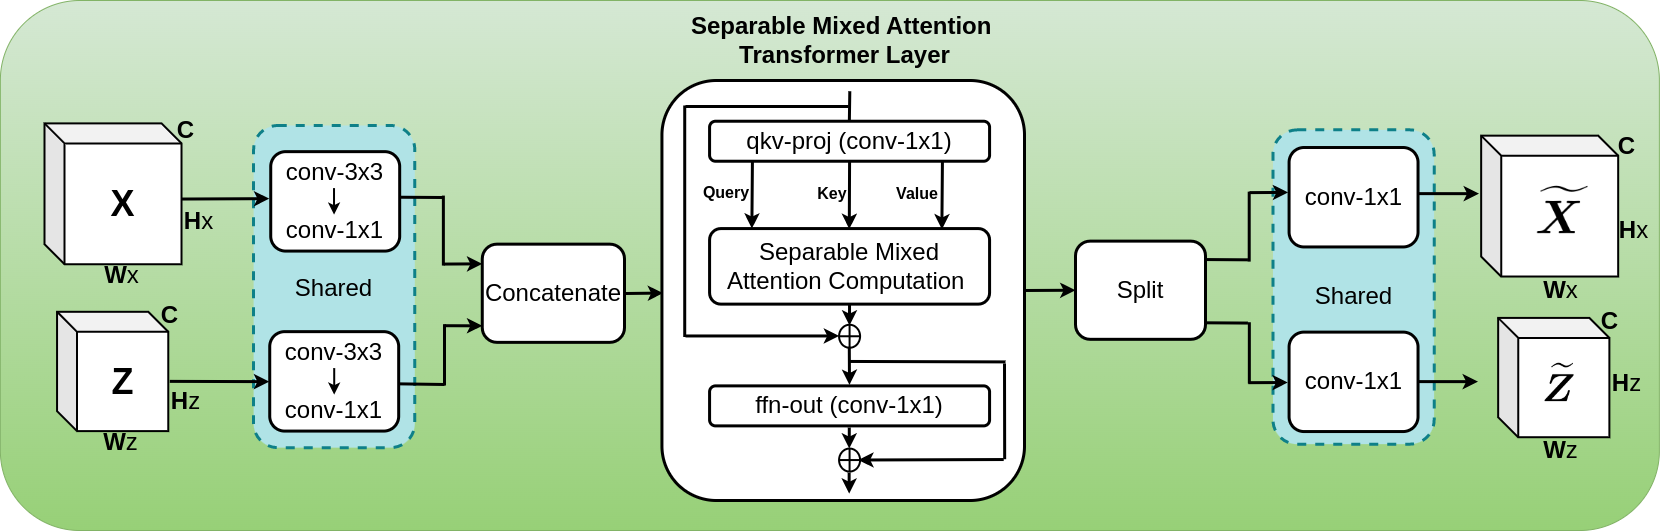 Separable Mixed Attention
Transformer Layer
C
X
Hx
Wx
C
Z
Hz
Wz
conv-3x3
conv-1x1
Shared
conv-3x3
conv-1x1
Concatenate
qkv-proj (conv-1x1)
Query
Key
Value
Separable Mixed
Attention Computation
ffn-out (conv-1x1)
Split
conv-1x1
Shared
conv-1x1
C
X̃
Hx
Wx
C
Z̃
Hz
Wz